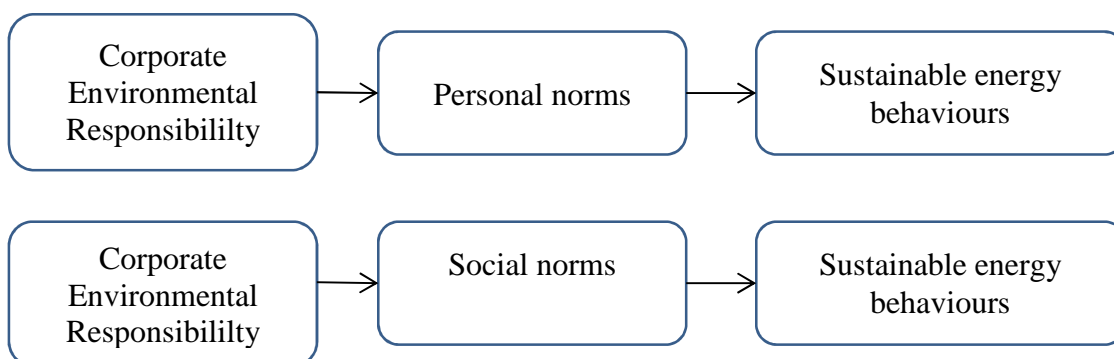 Corporate
Environmental
Responsibililty
Personal norms
Sustainable energy
behaviours
Corporate
Environmental
Responsibililty
Social norms
Sustainable energy
behaviours